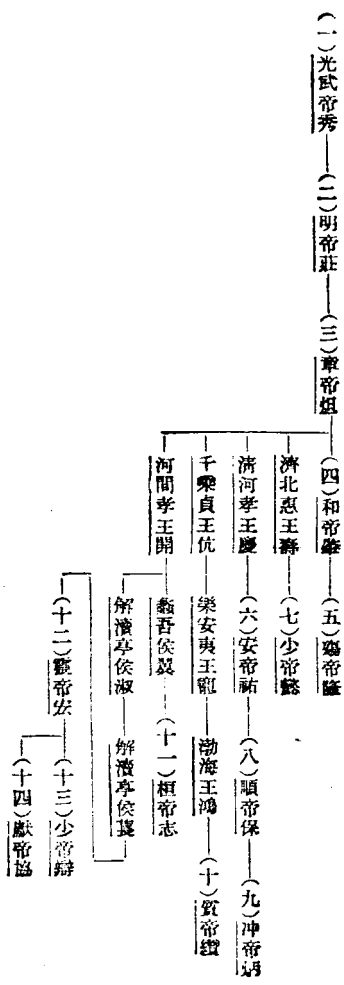 (一)光武帝秀
(二)明帝莊
(三)章帝炟
(四)和帝肇
(五)殤帝隆
濟北惠王壽
(七)少帝懿
清河孝王慶
(六)安帝祜
(八)順帝保
(九)冲帝炳
千乘貞王伉
樂安夷王寵
渤海王鴻
(十)質帝纘
河間孝王開
蠡吾侯翼
(十一)桓帝志
解瀆亭侯淑
解瀆亭侯萇
(十二)靈帝宏
(十三)少帝辯
(十四)獻帝協